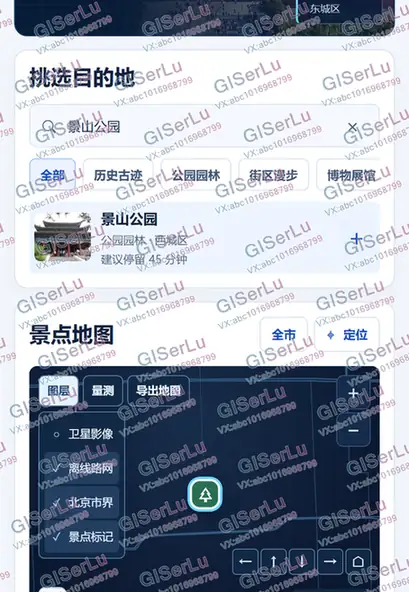 东城区
挑选目的地
景山公园
全部 历史古迹 公园园林 街区漫步 博物展馆
景山公园
公园园林 · 西城区
建议停留 45 分钟
景点地图
全市 定位
图层 量测 导出地图
卫星影像
离线路网
北京市界
景点标记
GISerLu
VX:abc1016968799